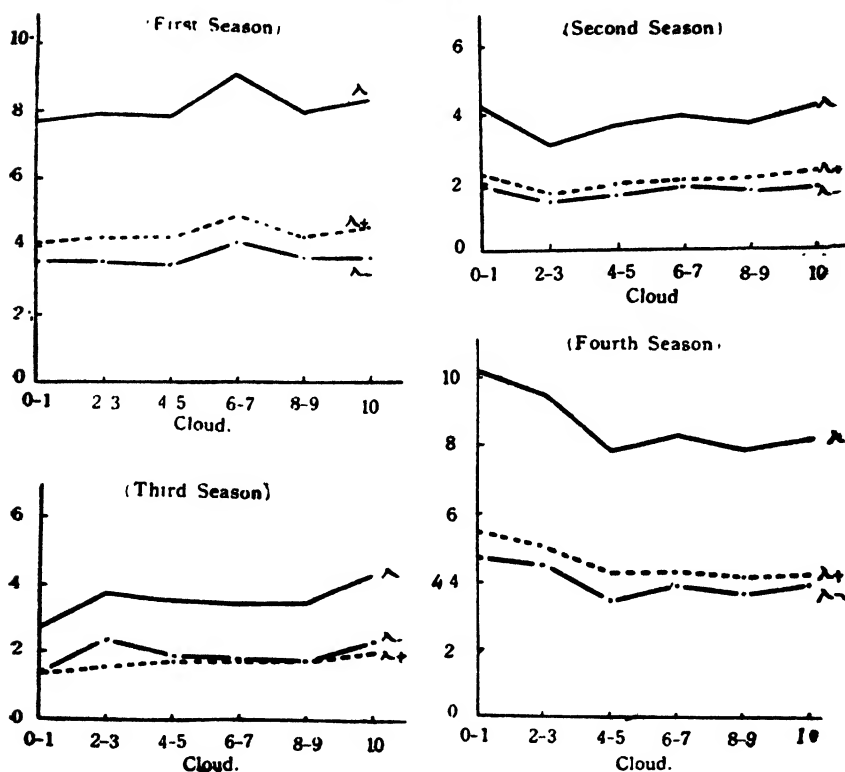 (First Season)
10
8
6
4
2
0
λ
λ+
λ-
0-1 2 3 4 5 6-7 8-9 10
Cloud.
(Second Season)
6
4
2
0
λ
λ+
λ-
0-1 2-3 4-5 6-7 8-9 10
Cloud
(Third Season)
6
4
2
0
λ
λ-
λ+
0-1 2-3 4-5 6-7 8-9 10
Cloud.
(Fourth Season)
10
8
6
4 4
2
0
λ
λ+
λ-
0-1 2-3 4-5 6-7 8-9 10
Cloud.